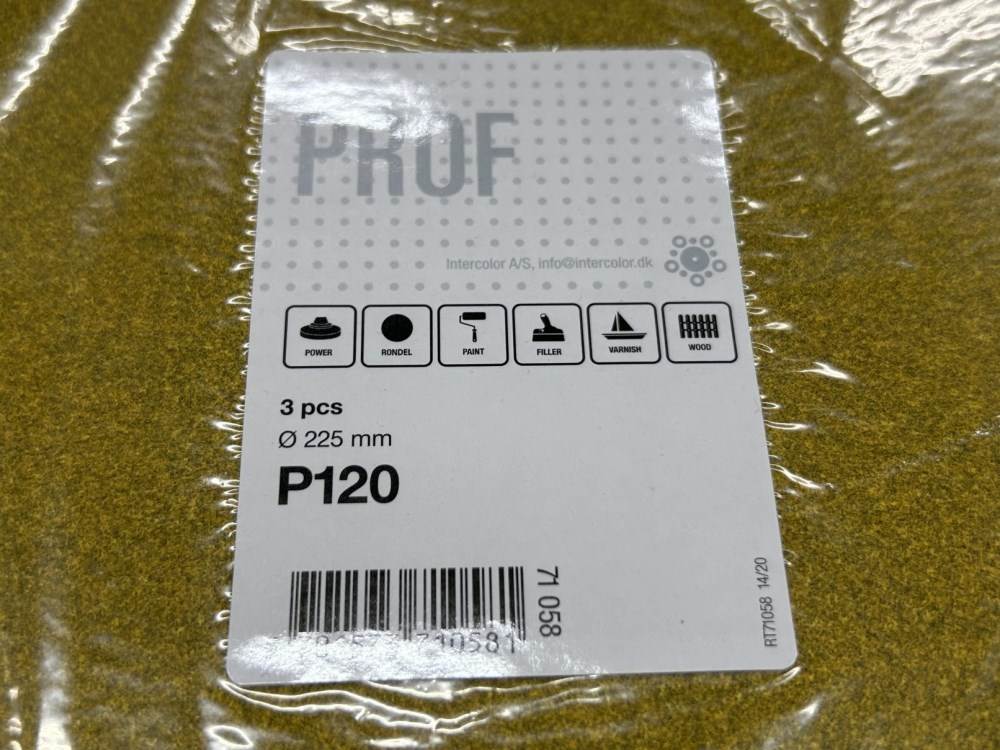 PROF
Intercolor A/S, info@intercolor.dk
POWER
RONDEL
PAINT
FILLER
VARNISH
WOOD
3 pcs
Ø 225 mm
P120
71 058
710581
RT71058 14/20